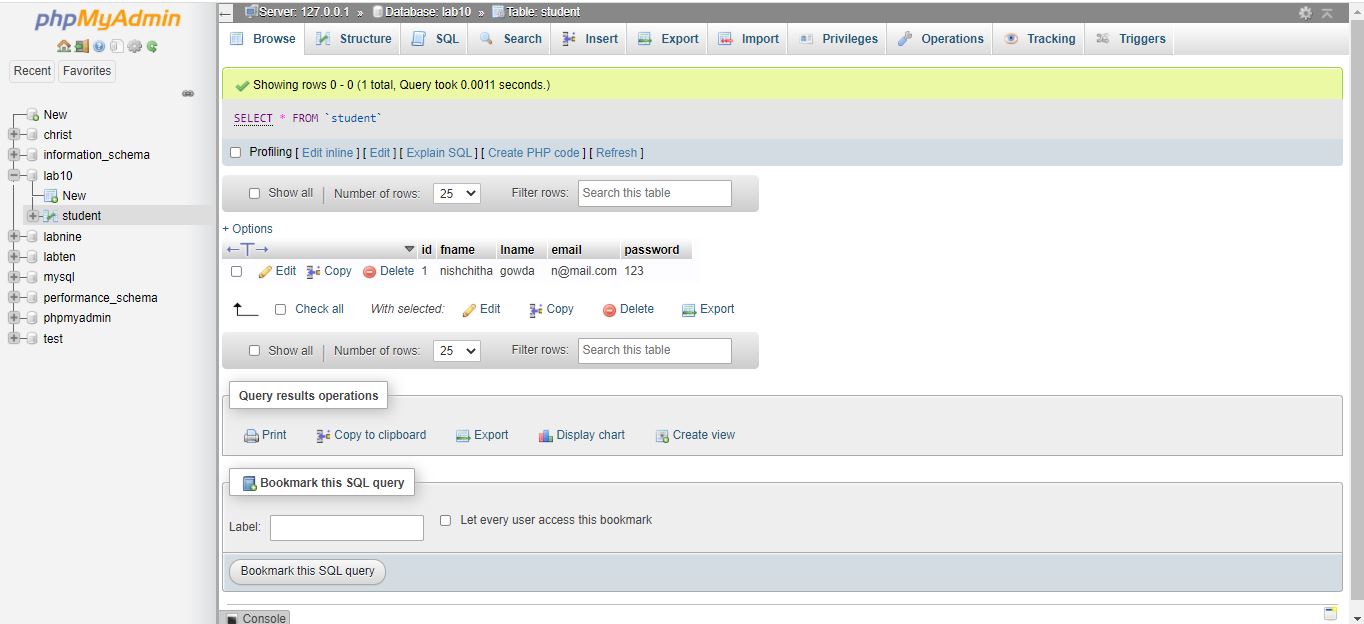 phpMyAdmin
Recent Favorites
New
christ
information_schema
lab10
New
student
labnine
labten
mysql
performance_schema
phpmyadmin
test
Server: 127.0.0.1 » Database: lab10 » Table: student
Browse Structure SQL Search Insert Export Import Privileges Operations Tracking Triggers
Showing rows 0 - 0 (1 total, Query took 0.0011 seconds.)
SELECT * FROM `student`
Profiling [ Edit inline ] [ Edit ] [ Explain SQL ] [ Create PHP code ] [ Refresh ]
Show all | Number of rows: 25 Filter rows: Search this table
+ Options
←T→ id fname lname email password
Edit Copy Delete 1 nishchitha gowda n@mail.com 123
Check all With selected: Edit Copy Delete Export
Show all | Number of rows: 25 Filter rows: Search this table
Query results operations
Print Copy to clipboard Export Display chart Create view
Bookmark this SQL query
Label: Let every user access this bookmark
Bookmark this SQL query
Console